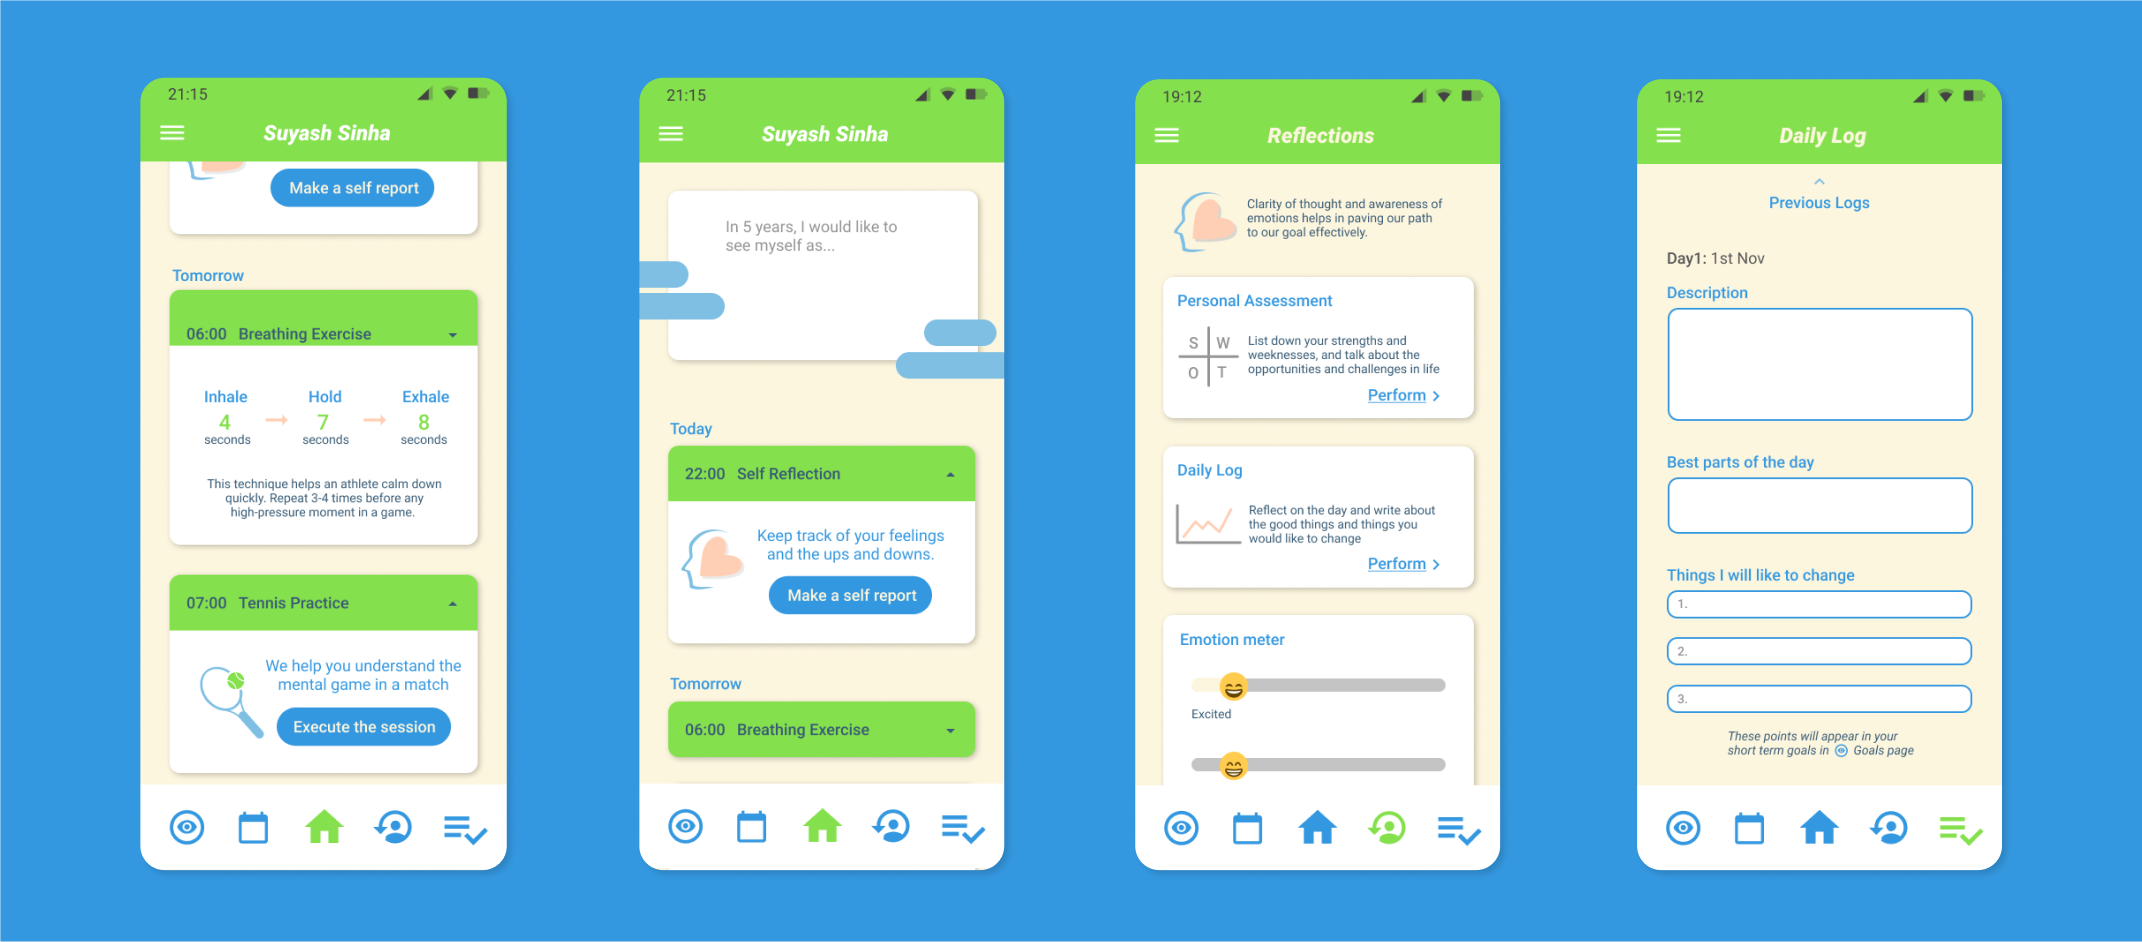 21:15
Suyash Sinha
Make a self report
Tomorrow
06:00 Breathing Exercise
Inhale
Hold
Exhale
4
7
8
seconds
seconds
seconds
This technique helps an athlete calm down
quickly. Repeat 3-4 times before any
high-pressure moment in a game.
07:00 Tennis Practice
We help you understand the
mental game in a match
Execute the session
21:15
Suyash Sinha
In 5 years, I would like to
see myself as...
Today
22:00 Self Reflection
Keep track of your feelings
and the ups and downs.
Make a self report
Tomorrow
06:00 Breathing Exercise
19:12
Reflections
Clarity of thought and awareness of
emotions helps in paving our path
to our goal effectively.
Personal Assessment
S W
O T
List down your strengths and
weeknesses, and talk about the
opportunities and challenges in life
Perform >
Daily Log
Reflect on the day and write about
the good things and things you
would like to change
Perform >
Emotion meter
Excited
19:12
Daily Log
Previous Logs
Day1: 1st Nov
Description
Best parts of the day
Things I will like to change
1.
2.
3.
These points will appear in your
short term goals in Goals page